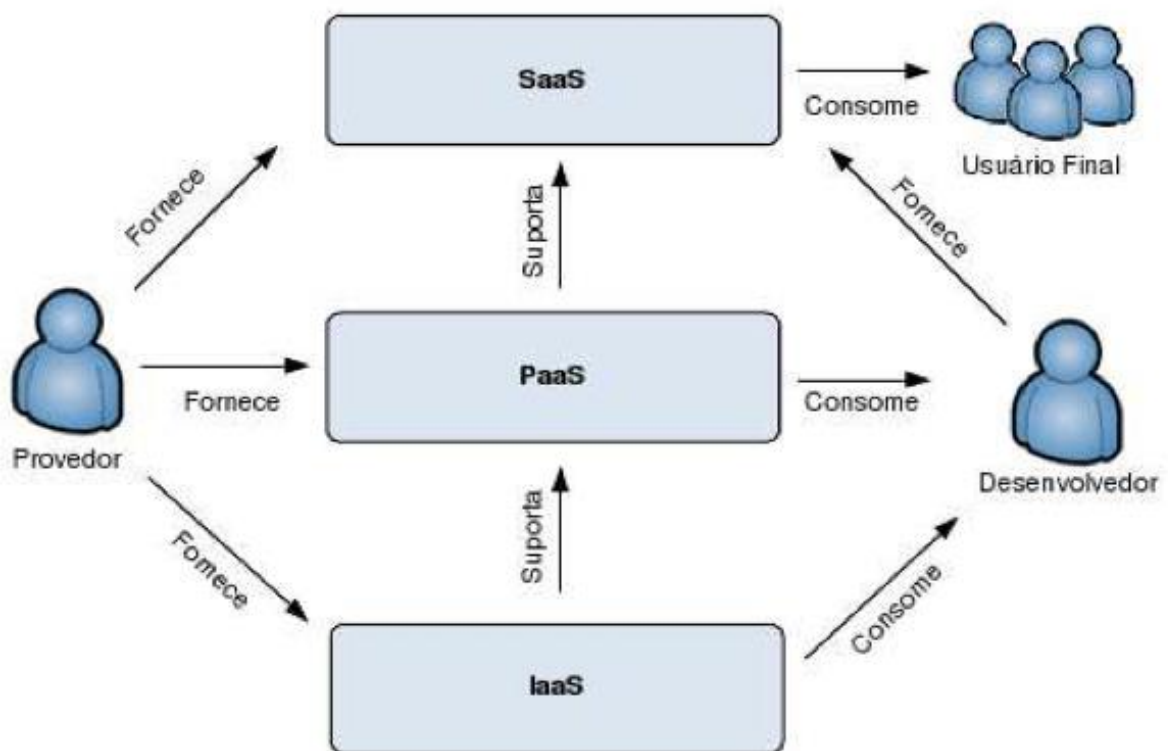 SaaS
Consome
Usuário Final
Fornece
Suporta
Fornece
PaaS
Fornece
Consome
Provedor
Desenvolvedor
Fornece
Suporta
Consome
IaaS